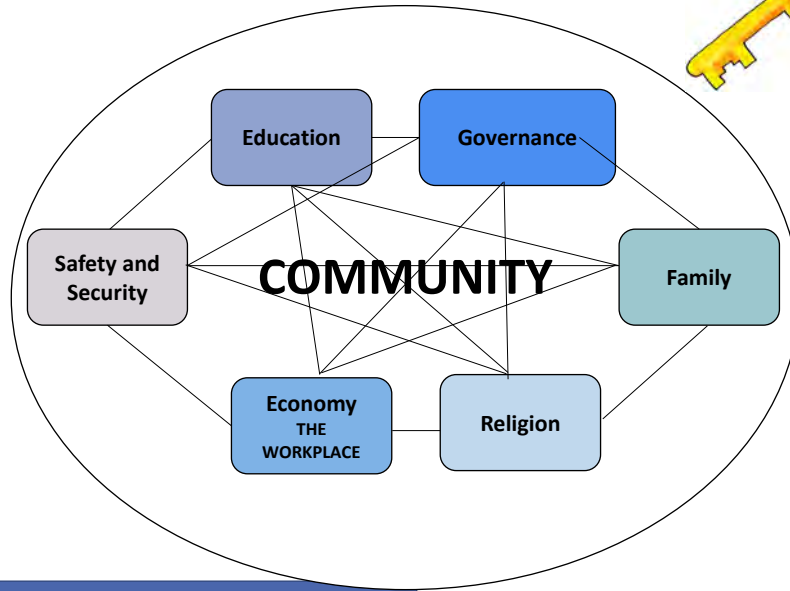 Education
Governance
Safety and
Security
COMMUNITY
Family
Economy
THE
WORKPLACE
Religion